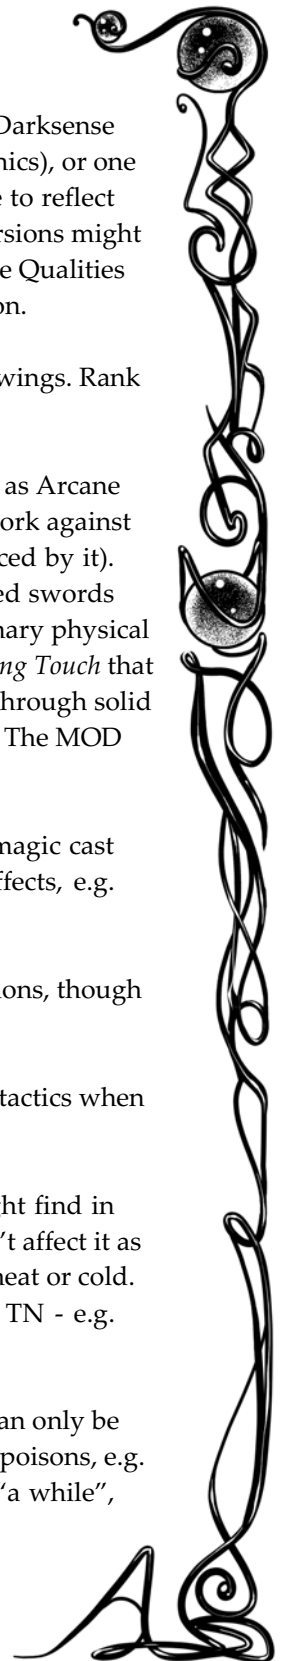 Darksense
nics), or one
e to reflect
rsions might
e Qualities
on.
wings. Rank
as Arcane
ork against
ced by it).
ed swords
nary physical
ng Touch that
through solid
The MOD
magic cast
ffects, e.g.
ions, though
tactics when
ght find in
't affect it as
heat or cold.
TN - e.g.
an only be
poisons, e.g.
"a while",